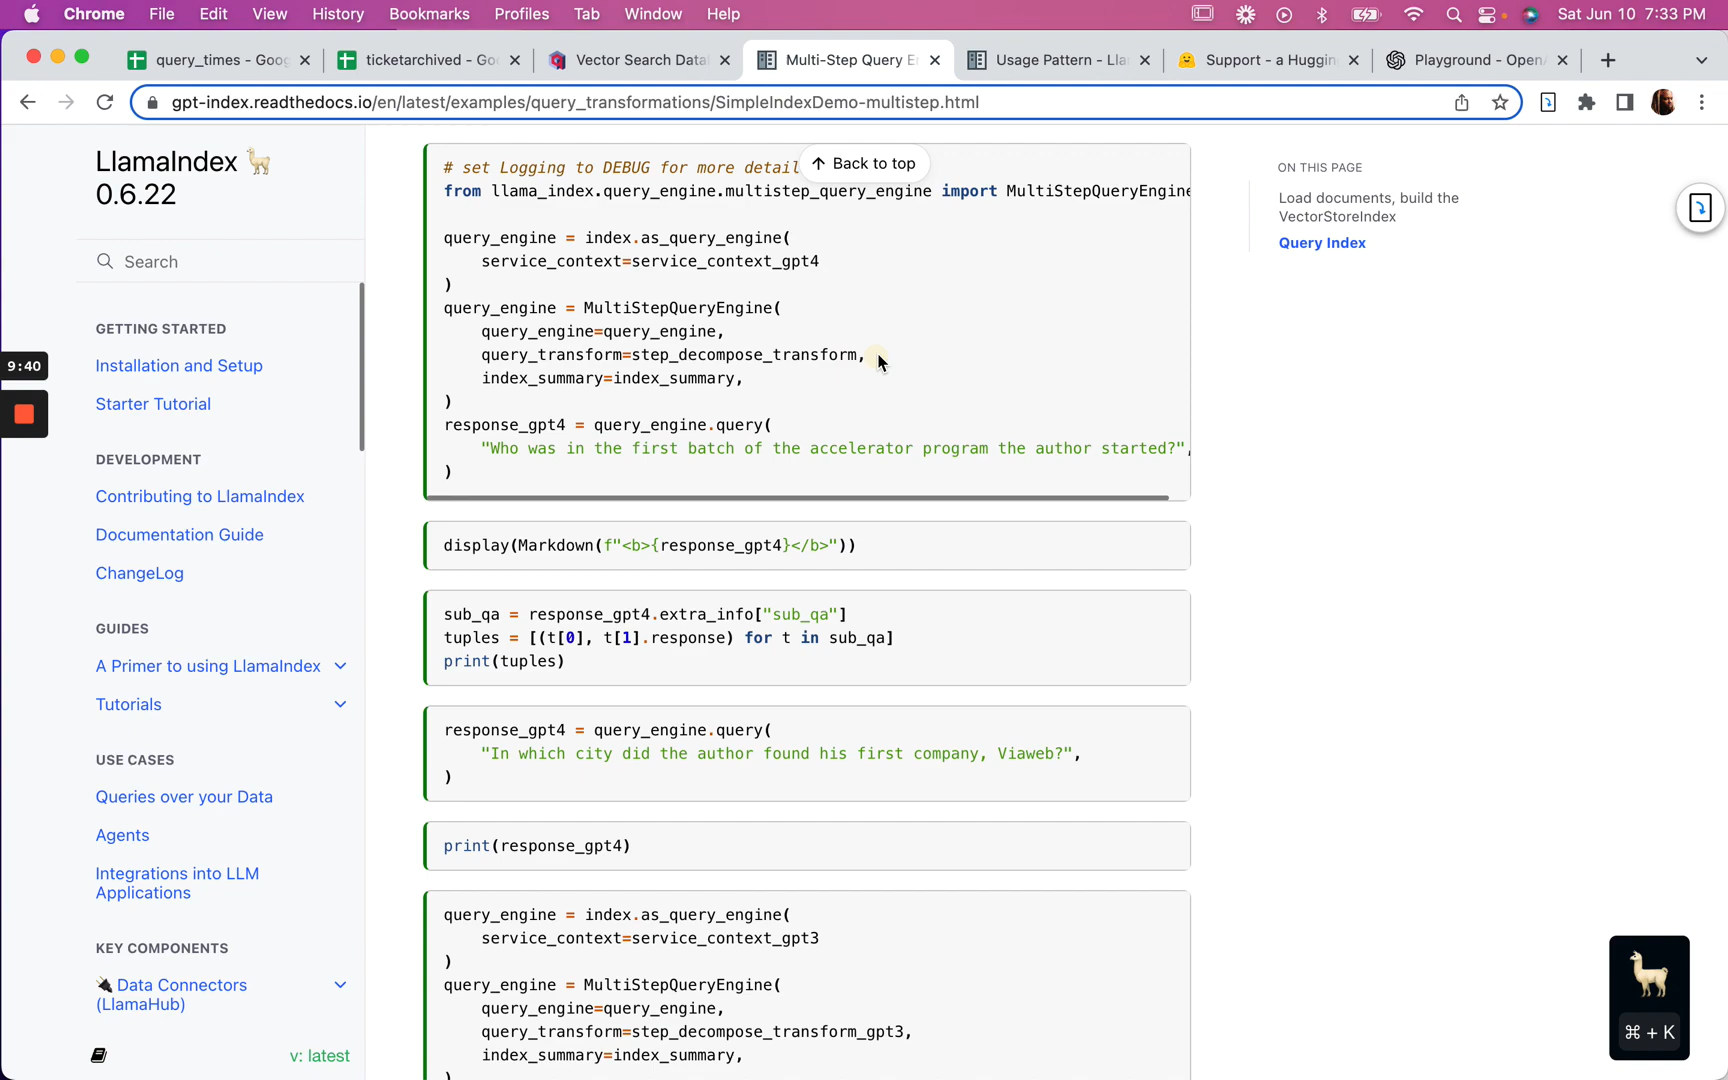 Chrome File Edit View History Bookmarks Profiles Tab Window Help Sat Jun 10 7:33 PM
query_times - Goog ticketarchived - Go Vector Search Data Multi-Step Query E Usage Pattern - Lla Support - a Huggin Playground - OpenA
gpt-index.readthedocs.io/en/latest/examples/query_transformations/SimpleIndexDemo-multistep.html
LlamaIndex 🦙
0.6.22
Search
GETTING STARTED
Installation and Setup
Starter Tutorial
DEVELOPMENT
Contributing to LlamaIndex
Documentation Guide
ChangeLog
GUIDES
A Primer to using LlamaIndex
Tutorials
USE CASES
Queries over your Data
Agents
Integrations into LLM
Applications
KEY COMPONENTS
🔌 Data Connectors
(LlamaHub)
v: latest
9:40
Back to top
# set Logging to DEBUG for more detail
from llama_index.query_engine.multistep_query_engine import MultiStepQueryEngine
query_engine = index.as_query_engine(
service_context=service_context_gpt4
)
query_engine = MultiStepQueryEngine(
query_engine=query_engine,
query_transform=step_decompose_transform,
index_summary=index_summary,
)
response_gpt4 = query_engine.query(
"Who was in the first batch of the accelerator program the author started?",
)
display(Markdown(f"<b>{response_gpt4}</b>"))
sub_qa = response_gpt4.extra_info["sub_qa"]
tuples = [(t[0], t[1].response) for t in sub_qa]
print(tuples)
response_gpt4 = query_engine.query(
"In which city did the author found his first company, Viaweb?",
)
print(response_gpt4)
query_engine = index.as_query_engine(
service_context=service_context_gpt3
)
query_engine = MultiStepQueryEngine(
query_engine=query_engine,
query_transform=step_decompose_transform_gpt3,
index_summary=index_summary,
)
ON THIS PAGE
Load documents, build the
VectorStoreIndex
Query Index
⌘ + K